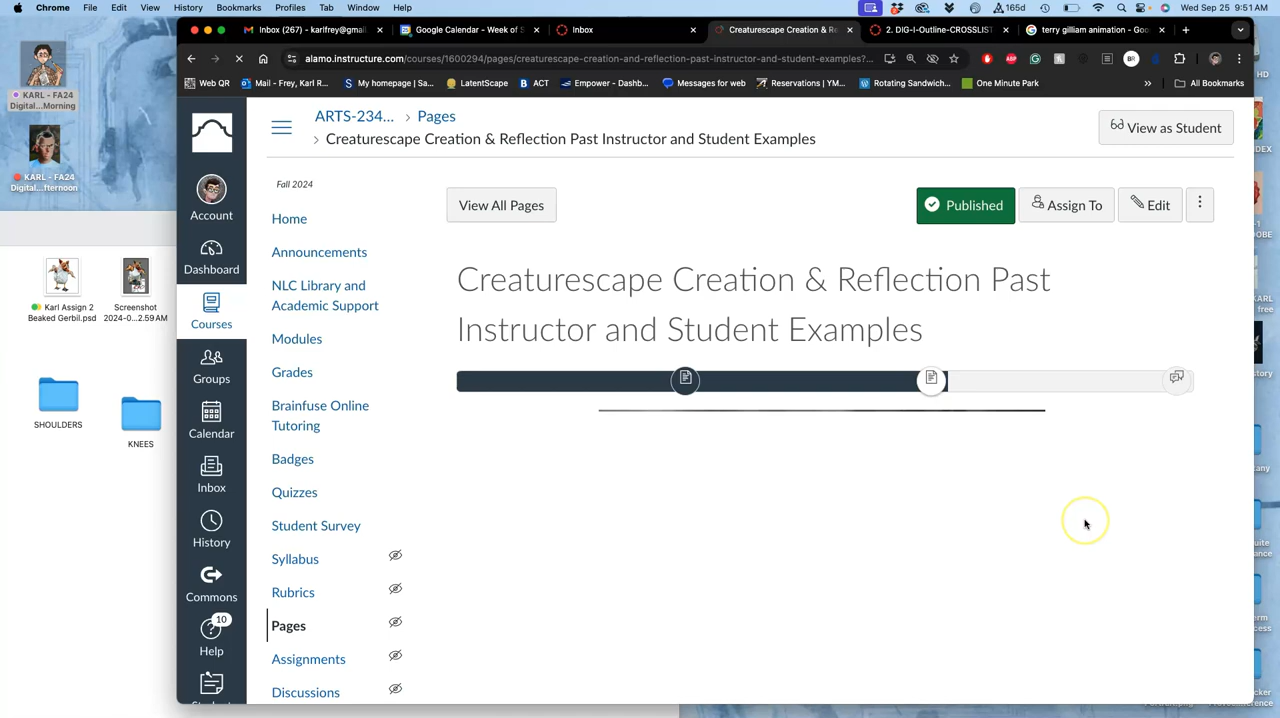 Chrome File Edit View History Bookmarks Profiles Tab Window Help
165d
Wed Sep 25 9:51AM
Inbox (267) - karlfrey@gmail
Google Calendar - Week of S
Inbox
Creaturescape Creation & Re
2. DIG-I-Outline-CROSSLIST
terry gilliam animation - Goo
alamo.instructure.com/courses/1600294/pages/creaturescape-creation-and-reflection-past-instructor-and-student-examples?...
Web QR
Mail - Frey, Karl R...
My homepage | Sa...
LatentScape
ACT
Empower - Dashb...
Messages for web
Reservations | YM...
Rotating Sidewalk...
One Minute Park
All Bookmarks
KARL - FA24
Digital...Morning
KARL - FA24
Digital...fternoon
Karl Assign 2
Beaked Gerbil.psd
Screenshot
2024-0...2.59 AM
SHOULDERS
KNEES
Account
Dashboard
Courses
Groups
Calendar
Inbox
History
Commons
10
Help
ARTS-234... › Pages
› Creaturescape Creation & Reflection Past Instructor and Student Examples
View as Student
Fall 2024
Home
Announcements
NLC Library and
Academic Support
Modules
Grades
Brainfuse Online
Tutoring
Badges
Quizzes
Student Survey
Syllabus
Rubrics
Pages
Assignments
Discussions
View All Pages
Published
Assign To
Edit
Creaturescape Creation & Reflection Past
Instructor and Student Examples